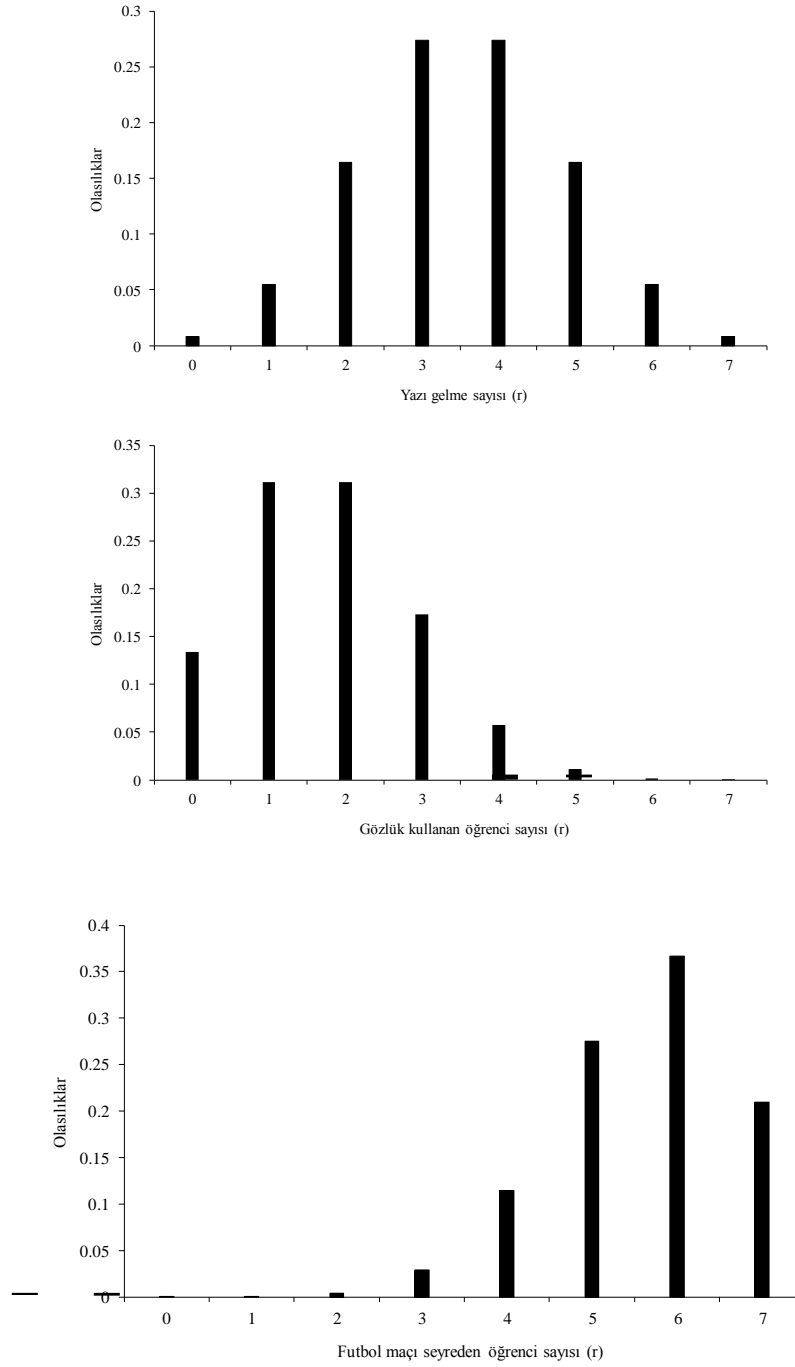 0.3
0.25
0.2
0.15
0.1
0.05
0
Olasılıklar
0 1 2 3 4 5 6 7
Yazı gelme sayısı (r)
0.35
0.3
0.25
0.2
0.15
0.1
0.05
0
Olasılıklar
0 1 2 3 4 5 6 7
Gözlük kullanan öğrenci sayısı (r)
0.4
0.35
0.3
0.25
0.2
0.15
0.1
0.05
0
Olasılıklar
0 1 2 3 4 5 6 7
Futbol maçı seyreden öğrenci sayısı (r)